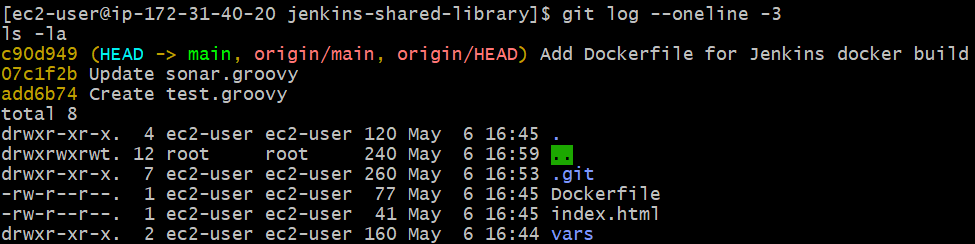 [ec2-user@ip-172-31-40-20 jenkins-shared-library]$ git log --oneline -3
ls -la
c90d949 (HEAD -> main, origin/main, origin/HEAD) Add Dockerfile for Jenkins docker build
07c1f2b Update sonar.groovy
add6b74 Create test.groovy
total 8
drwxr-xr-x.  4 ec2-user ec2-user 120 May  6 16:45 .
drwxrwxrwt. 12 root     root     240 May  6 16:59 ..
drwxr-xr-x.  7 ec2-user ec2-user 260 May  6 16:53 .git
-rw-r--r--.  1 ec2-user ec2-user  77 May  6 16:45 Dockerfile
-rw-r--r--.  1 ec2-user ec2-user  41 May  6 16:45 index.html
drwxr-xr-x.  2 ec2-user ec2-user 160 May  6 16:44 vars